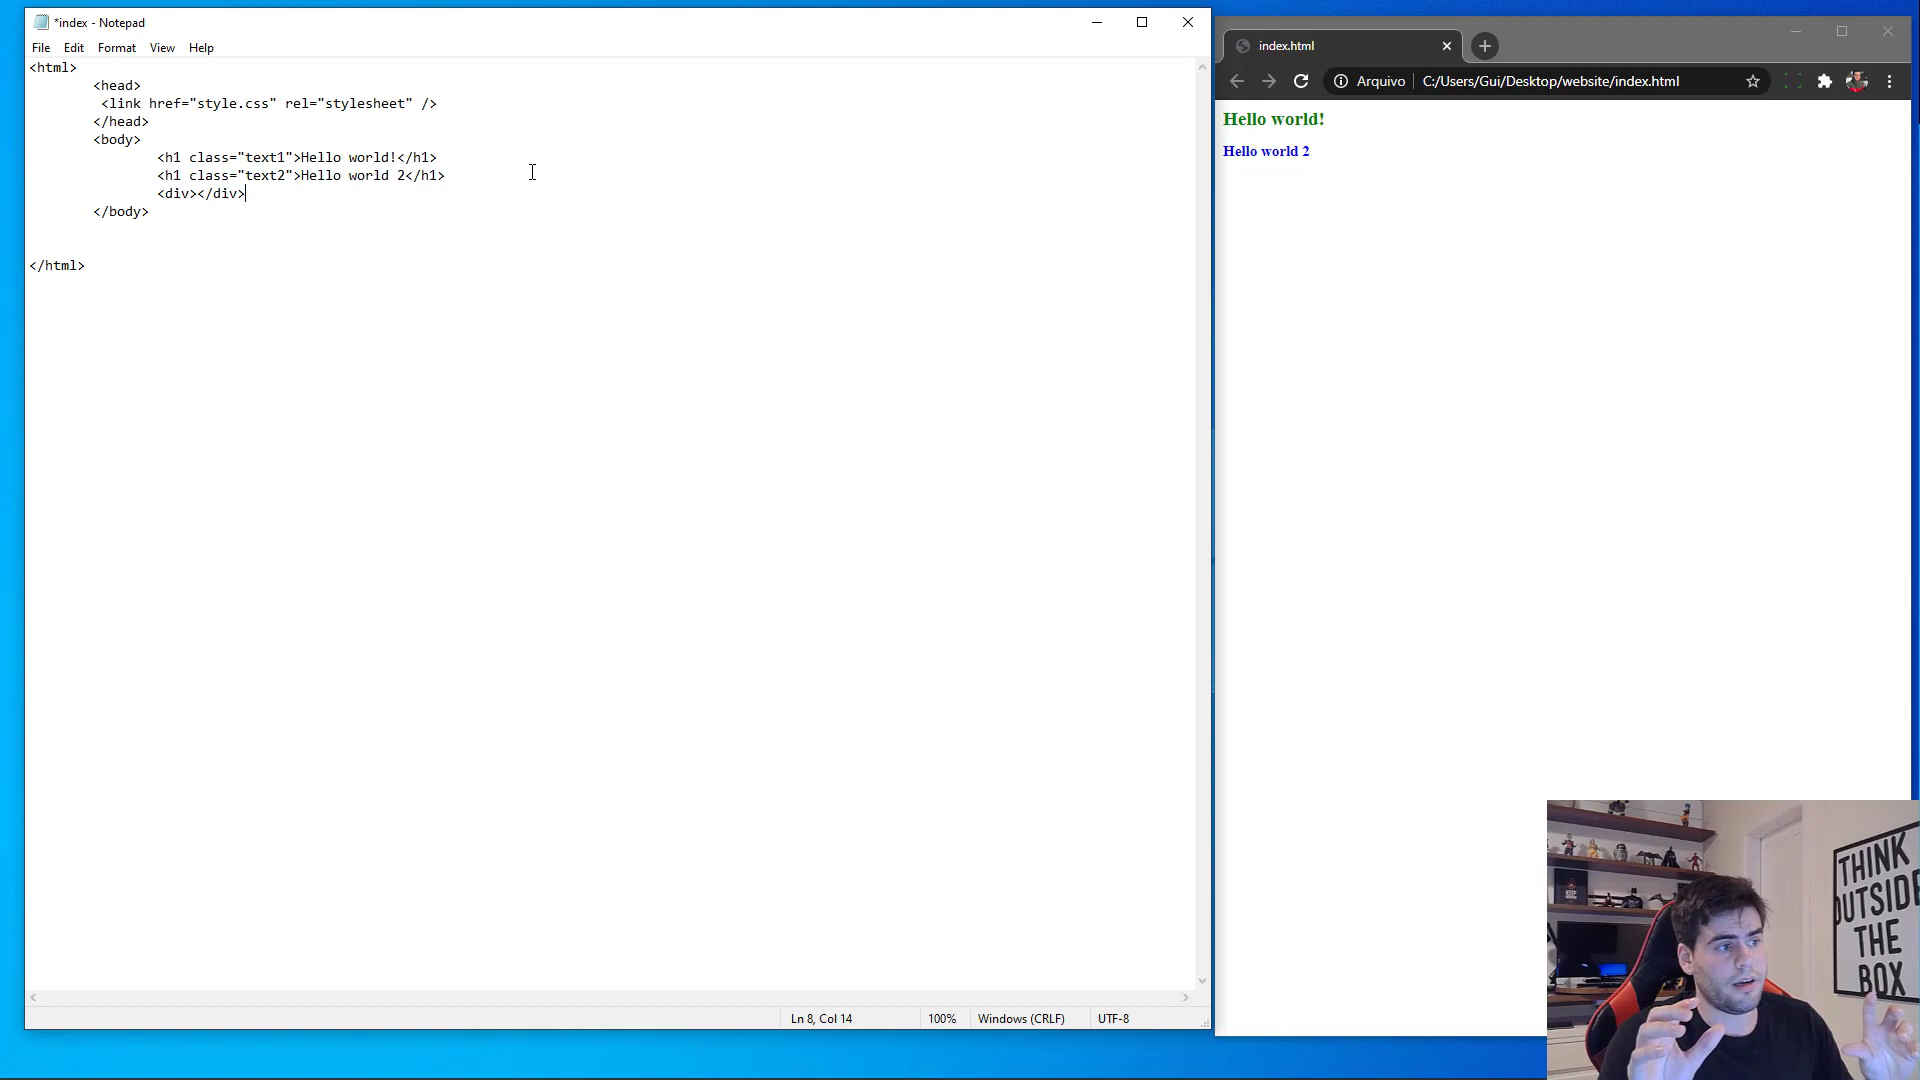 *index - Notepad
File Edit Format View Help
<html>
<head>
<link href="style.css" rel="stylesheet" />
</head>
<body>
<h1 class="text1">Hello world!</h1>
<h1 class="text2">Hello world 2</h1>
<div></div>
</body>
</html>
Ln 8, Col 14 100% Windows (CRLF) UTF-8
index.html
Arquivo C:/Users/Gui/Desktop/website/index.html
Hello world!
Hello world 2
THINK
OUTSIDE
THE
BOX